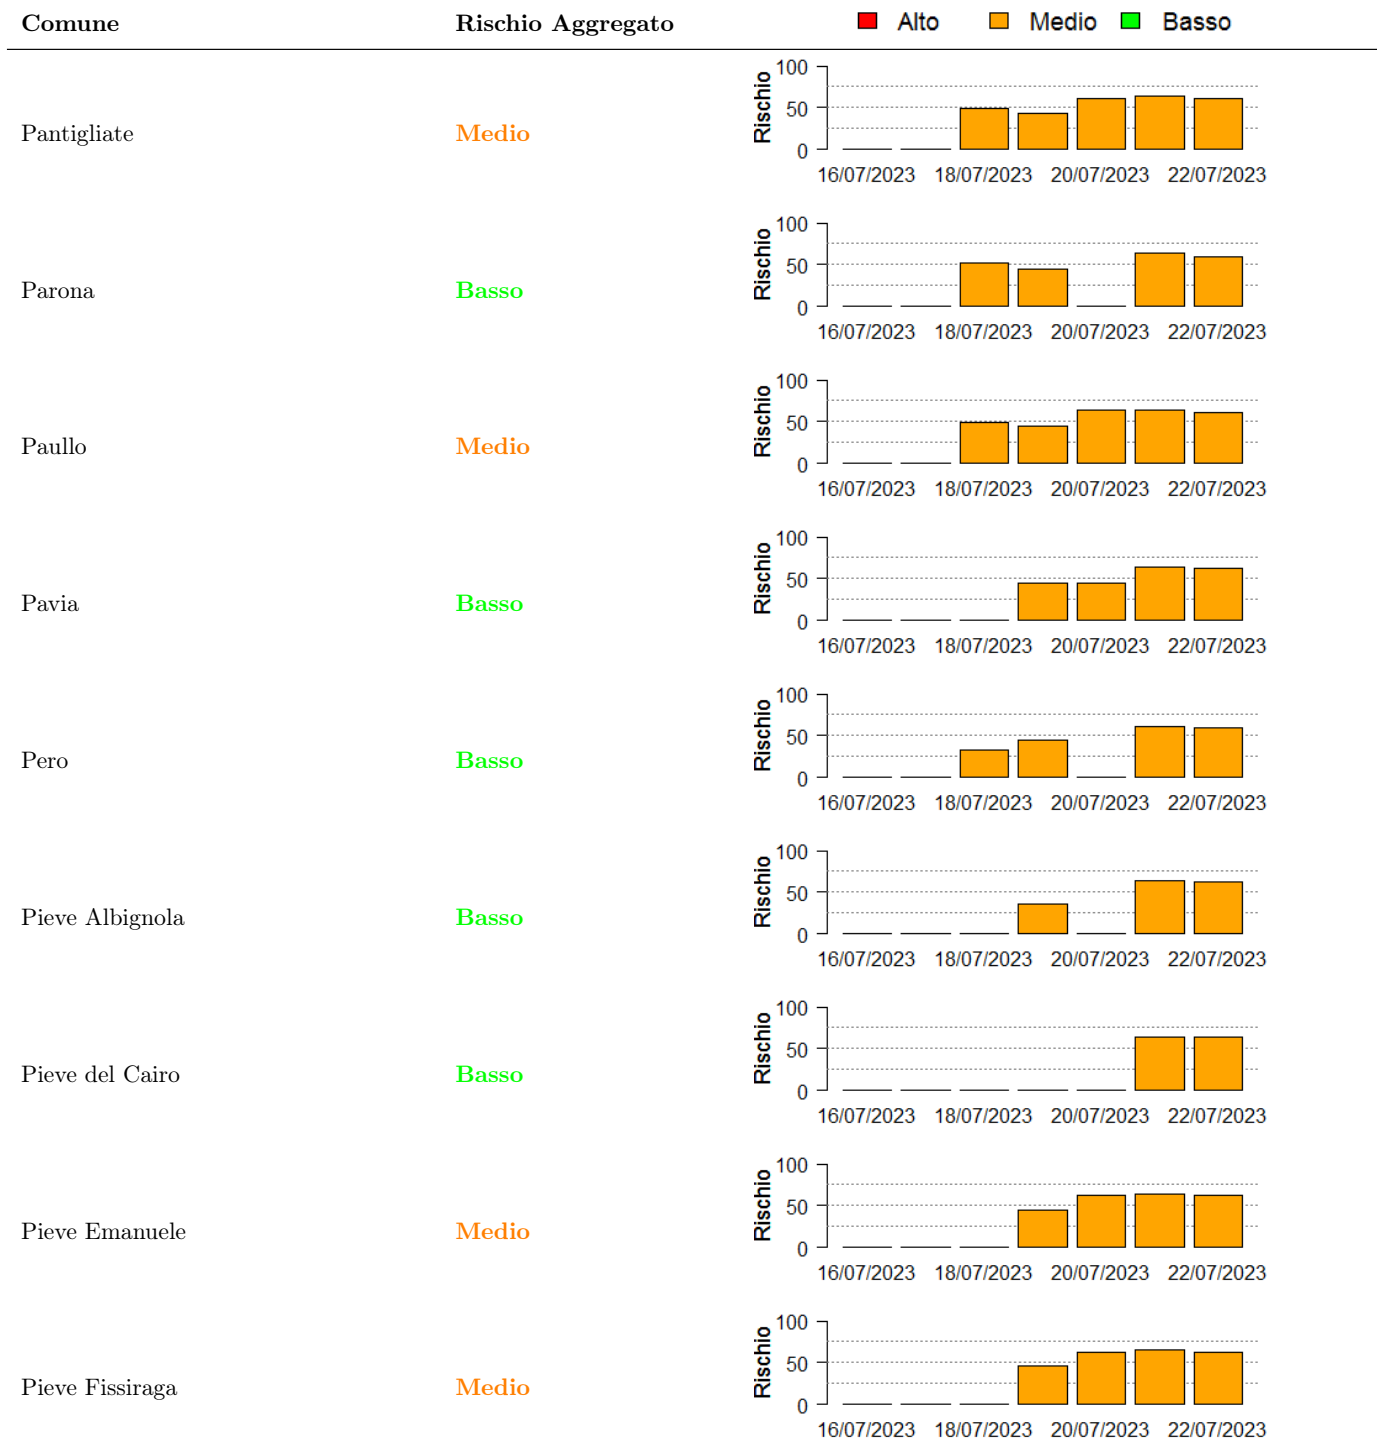 Comune Rischio Aggregato Alto Medio Basso
Pantigliate Medio
Rischio
100
50
0
16/07/2023 18/07/2023 20/07/2023 22/07/2023
Parona Basso
Rischio
100
50
0
16/07/2023 18/07/2023 20/07/2023 22/07/2023
Paullo Medio
Rischio
100
50
0
16/07/2023 18/07/2023 20/07/2023 22/07/2023
Pavia Basso
Rischio
100
50
0
16/07/2023 18/07/2023 20/07/2023 22/07/2023
Pero Basso
Rischio
100
50
0
16/07/2023 18/07/2023 20/07/2023 22/07/2023
Pieve Albignola Basso
Rischio
100
50
0
16/07/2023 18/07/2023 20/07/2023 22/07/2023
Pieve del Cairo Basso
Rischio
100
50
0
16/07/2023 18/07/2023 20/07/2023 22/07/2023
Pieve Emanuele Medio
Rischio
100
50
0
16/07/2023 18/07/2023 20/07/2023 22/07/2023
Pieve Fissiraga Medio
Rischio
100
50
0
16/07/2023 18/07/2023 20/07/2023 22/07/2023